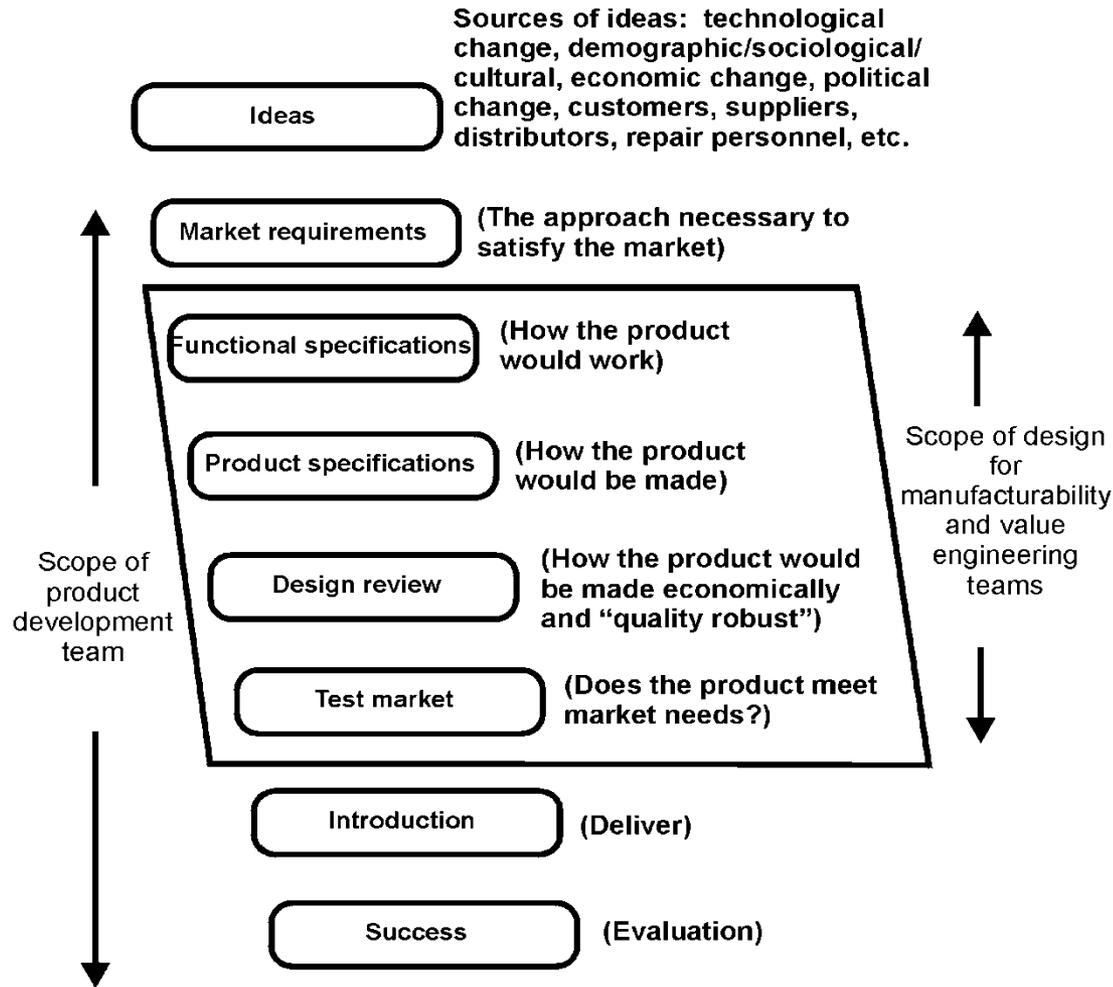 Sources of ideas: technological
change, demographic/sociological/
cultural, economic change, political
change, customers, suppliers,
distributors, repair personnel, etc.
Ideas
Market requirements
(The approach necessary to
satisfy the market)
Functional specifications
(How the product
would work)
Product specifications
(How the product
would be made)
Design review
(How the product would
be made economically
and “quality robust”)
Test market
(Does the product meet
market needs?)
Introduction
(Deliver)
Success
(Evaluation)
Scope of
product
development
team
Scope of design
for
manufacturability
and value
engineering
teams